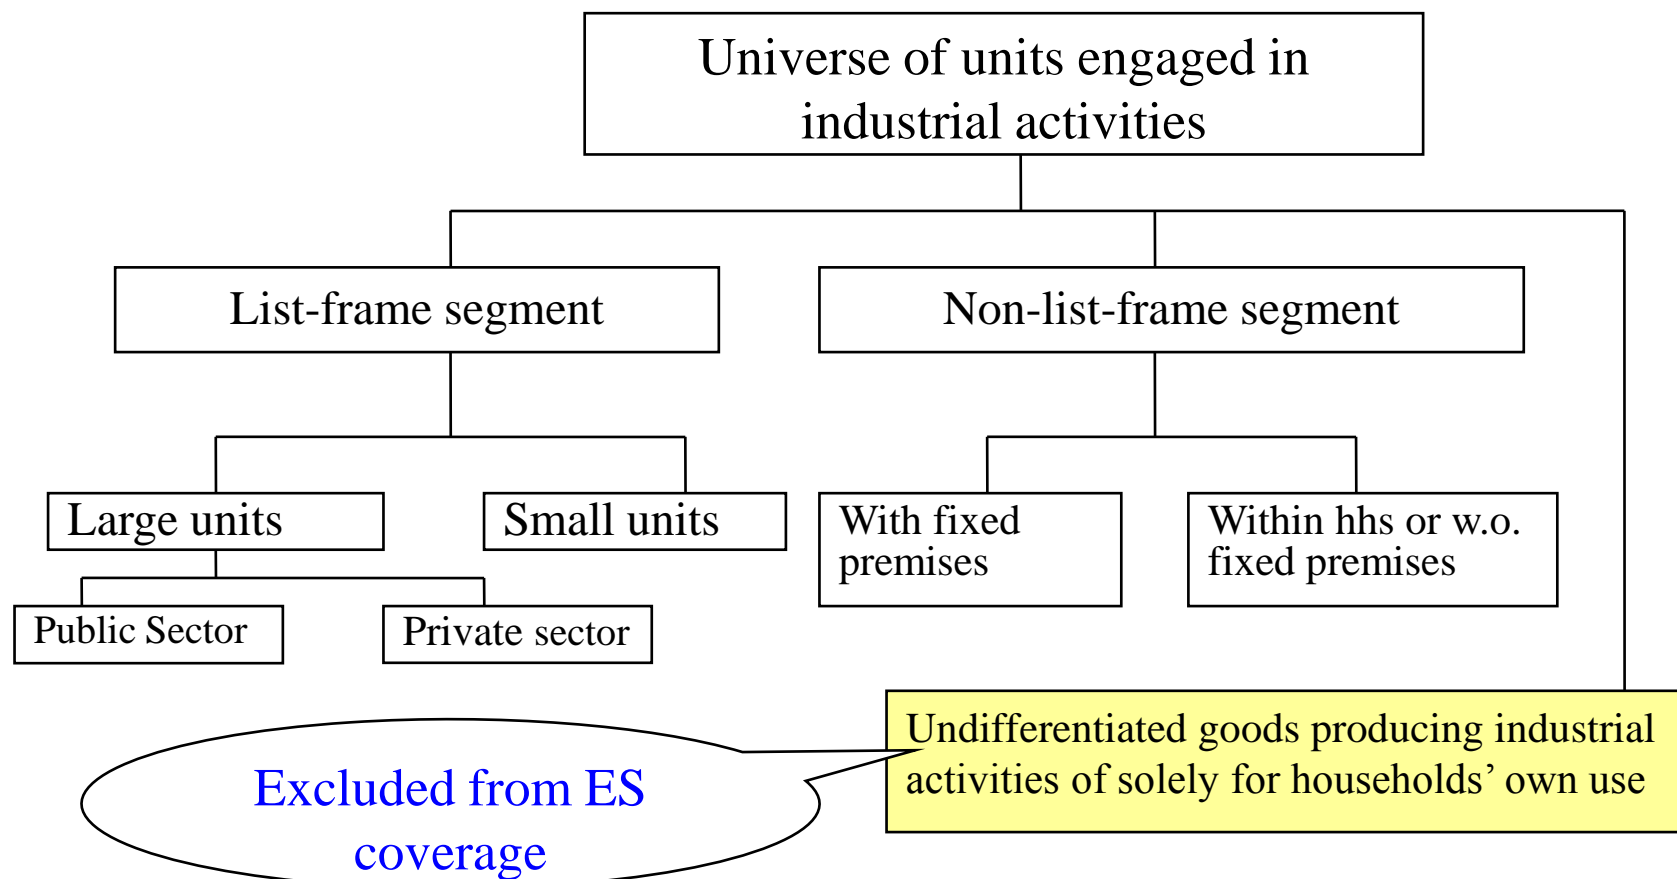 Universe of units engaged in
industrial activities
List-frame segment
Non-list-frame segment
Large units
Small units
With fixed
premises
Within hhs or w.o.
fixed premises
Public Sector
Private sector
Undifferentiated goods producing industrial
activities of solely for households’ own use
Excluded from ES
coverage